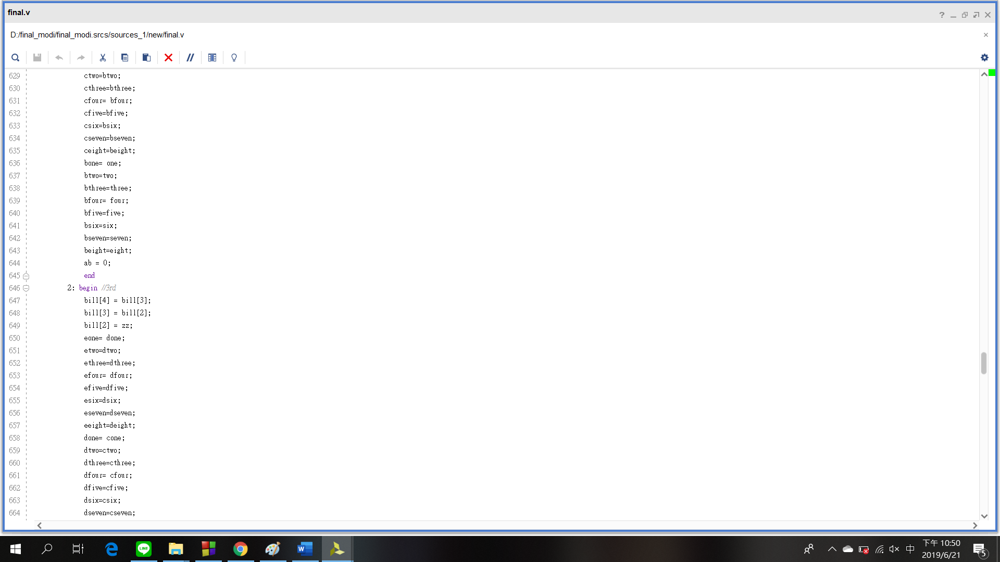 final.v
D:/final_modi/final_modi.srcs/sources_1/new/final.v
629 ctwo=btwo;
630 cthree=bthree;
631 cfour= bfour;
632 cfive=bfive;
633 csix=bsix;
634 cseven=bseven;
635 ceight=beight;
636 bone= one;
637 btwo=two;
638 bthree=three;
639 bfour= four;
640 bfive=five;
641 bsix=six;
642 bseven=seven;
643 beight=eight;
644 ab = 0;
645 end
646 2: begin //3rd
647 bill[4] = bill[3];
648 bill[3] = bill[2];
649 bill[2] = zz;
650 eone= done;
651 etwo=dtwo;
652 ethree=dthree;
653 efour= dfour;
654 efive=dfive;
655 esix=dsix;
656 eseven=dseven;
657 eeight=deight;
658 done= cone;
659 dtwo=ctwo;
660 dthree=cthree;
661 dfour= cfour;
662 dfive=cfive;
663 dsix=csix;
664 dseven=cseven;
LINE
W
中
下午 10:50
2019/6/21
5